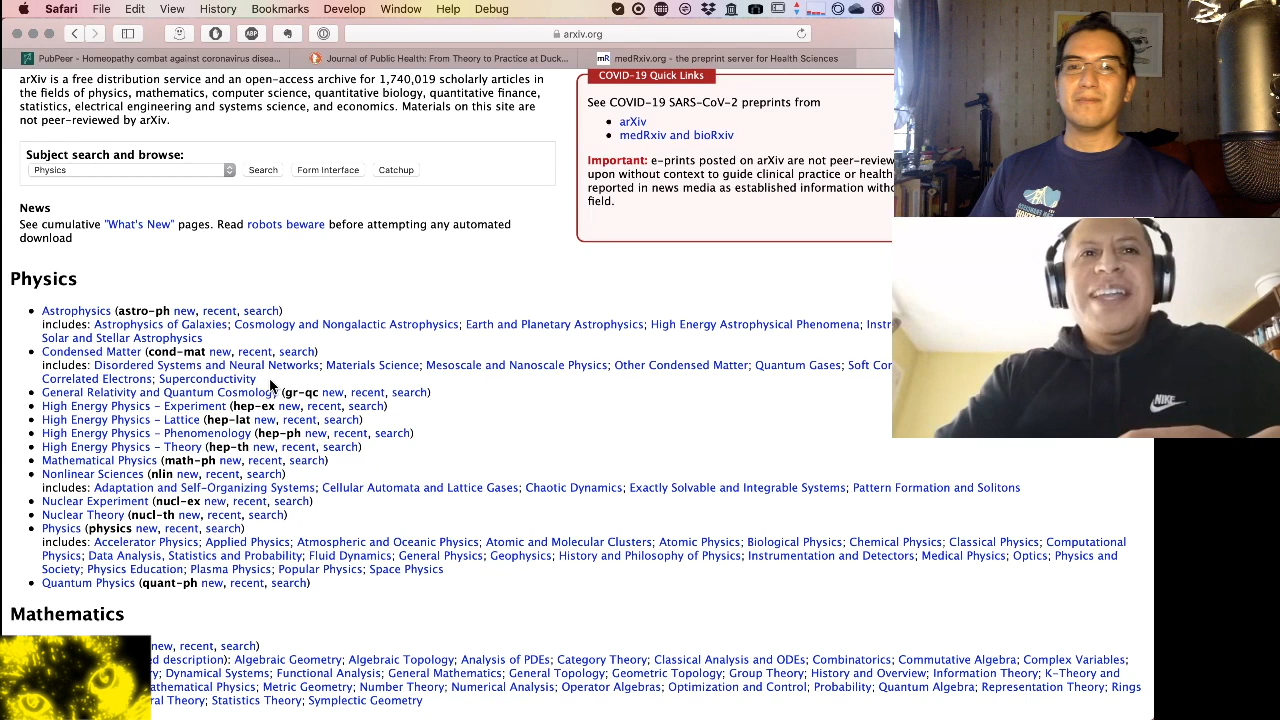 Safari File Edit View History Bookmarks Develop Window Help Debug
arxiv.org
PubPeer - Homeopathy combat against coronavirus disea...
Journal of Public Health: From Theory to Practice at Duck...
mR medRxiv.org - the preprint server for Health Sciences
arXiv is a free distribution service and an open-access archive for 1,740,019 scholarly articles in
the fields of physics, mathematics, computer science, quantitative biology, quantitative finance,
statistics, electrical engineering and systems science, and economics. Materials on this site are
not peer-reviewed by arXiv.
Subject search and browse:
Physics Search Form Interface Catchup
News
See cumulative "What's New" pages. Read robots beware before attempting any automated
download
COVID-19 Quick Links
See COVID-19 SARS-CoV-2 preprints from
• arXiv
• medRxiv and bioRxiv
Important: e-prints posted on arXiv are not peer-review
upon without context to guide clinical practice or health
reported in news media as established information witho
field.
Physics
• Astrophysics (astro-ph new, recent, search)
includes: Astrophysics of Galaxies; Cosmology and Nongalactic Astrophysics; Earth and Planetary Astrophysics; High Energy Astrophysical Phenomena; Instr
Solar and Stellar Astrophysics
• Condensed Matter (cond-mat new, recent, search)
includes: Disordered Systems and Neural Networks; Materials Science; Mesoscale and Nanoscale Physics; Other Condensed Matter; Quantum Gases; Soft Cor
Correlated Electrons; Superconductivity
• General Relativity and Quantum Cosmology (gr-qc new, recent, search)
• High Energy Physics - Experiment (hep-ex new, recent, search)
• High Energy Physics - Lattice (hep-lat new, recent, search)
• High Energy Physics - Phenomenology (hep-ph new, recent, search)
• High Energy Physics - Theory (hep-th new, recent, search)
• Mathematical Physics (math-ph new, recent, search)
• Nonlinear Sciences (nlin new, recent, search)
includes: Adaptation and Self-Organizing Systems; Cellular Automata and Lattice Gases; Chaotic Dynamics; Exactly Solvable and Integrable Systems; Pattern Formation and Solitons
• Nuclear Experiment (nucl-ex new, recent, search)
• Nuclear Theory (nucl-th new, recent, search)
• Physics (physics new, recent, search)
includes: Accelerator Physics; Applied Physics; Atmospheric and Oceanic Physics; Atomic and Molecular Clusters; Atomic Physics; Biological Physics; Chemical Physics; Classical Physics; Computational
Physics; Data Analysis, Statistics and Probability; Fluid Dynamics; General Physics; Geophysics; History and Philosophy of Physics; Instrumentation and Detectors; Medical Physics; Optics; Physics and
Society; Physics Education; Plasma Physics; Popular Physics; Space Physics
• Quantum Physics (quant-ph new, recent, search)
Mathematics
new, recent, search)
ed description): Algebraic Geometry; Algebraic Topology; Analysis of PDEs; Category Theory; Classical Analysis and ODEs; Combinatorics; Commutative Algebra; Complex Variables;
ry; Dynamical Systems; Functional Analysis; General Mathematics; General Topology; Geometric Topology; Group Theory; History and Overview; Information Theory; K-Theory and
athematical Physics; Metric Geometry; Number Theory; Numerical Analysis; Operator Algebras; Optimization and Control; Probability; Quantum Algebra; Representation Theory; Rings
ral Theory; Statistics Theory; Symplectic Geometry
NIKE